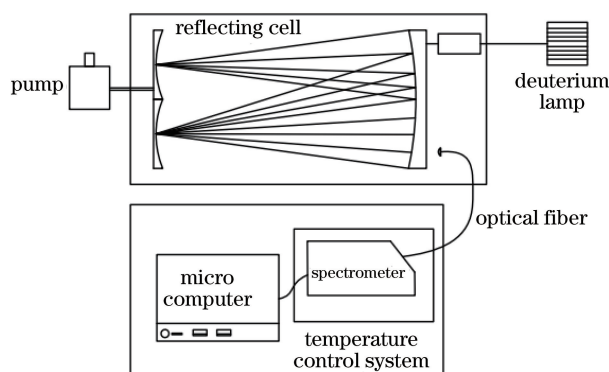 reflecting cell
pump
deuterium
lamp
optical fiber
micro
computer
spectrometer
temperature
control system